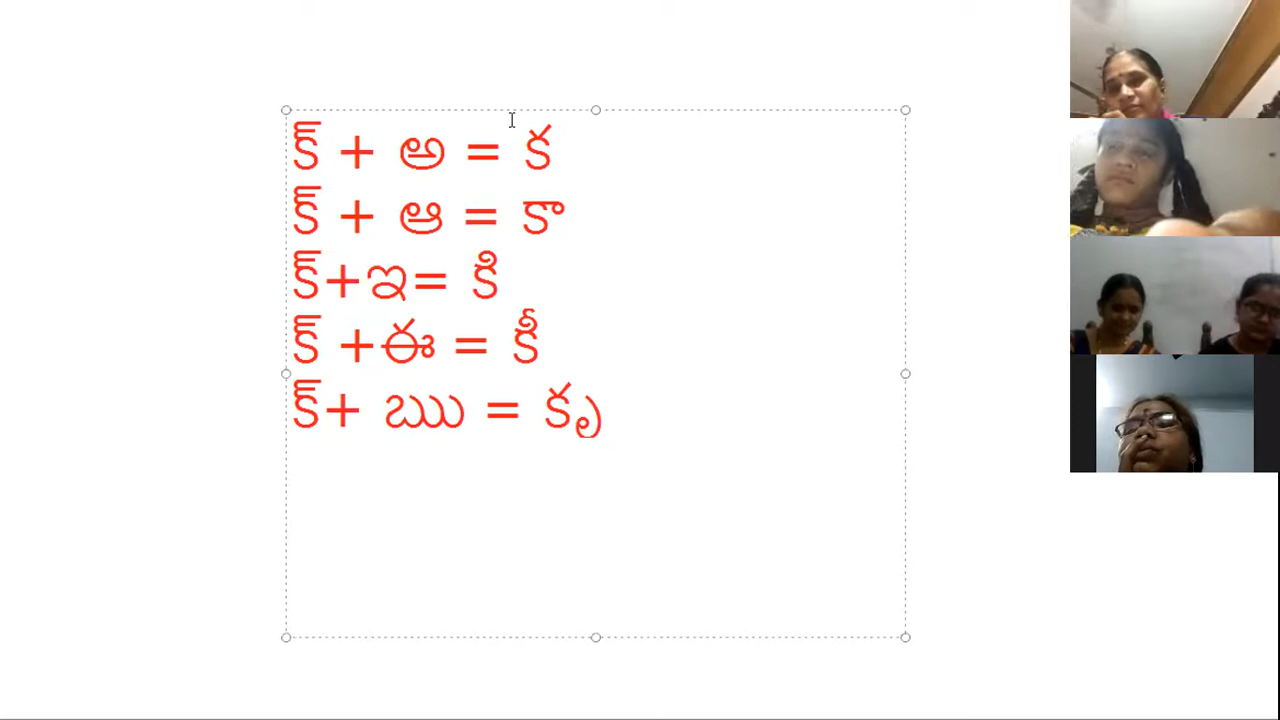 క్ + అ = క
క్ + ఆ = కా
క్+ఇ= కి
క్ +ఈ = కీ
క్+ ఋ = కృ